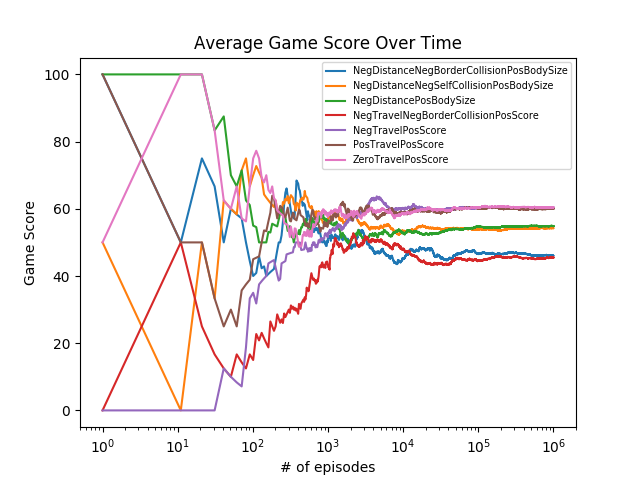 Average Game Score Over Time
Game Score
100
80
60
40
20
0
NegDistanceNegBorderCollisionPosBodySize
NegDistanceNegSelfCollisionPosBodySize
NegDistancePosBodySize
NegTravelNegBorderCollisionPosScore
NegTravelPosScore
PosTravelPosScore
ZeroTravelPosScore
10⁰ 10¹ 10² 10³ 10⁴ 10⁵ 10⁶
# of episodes